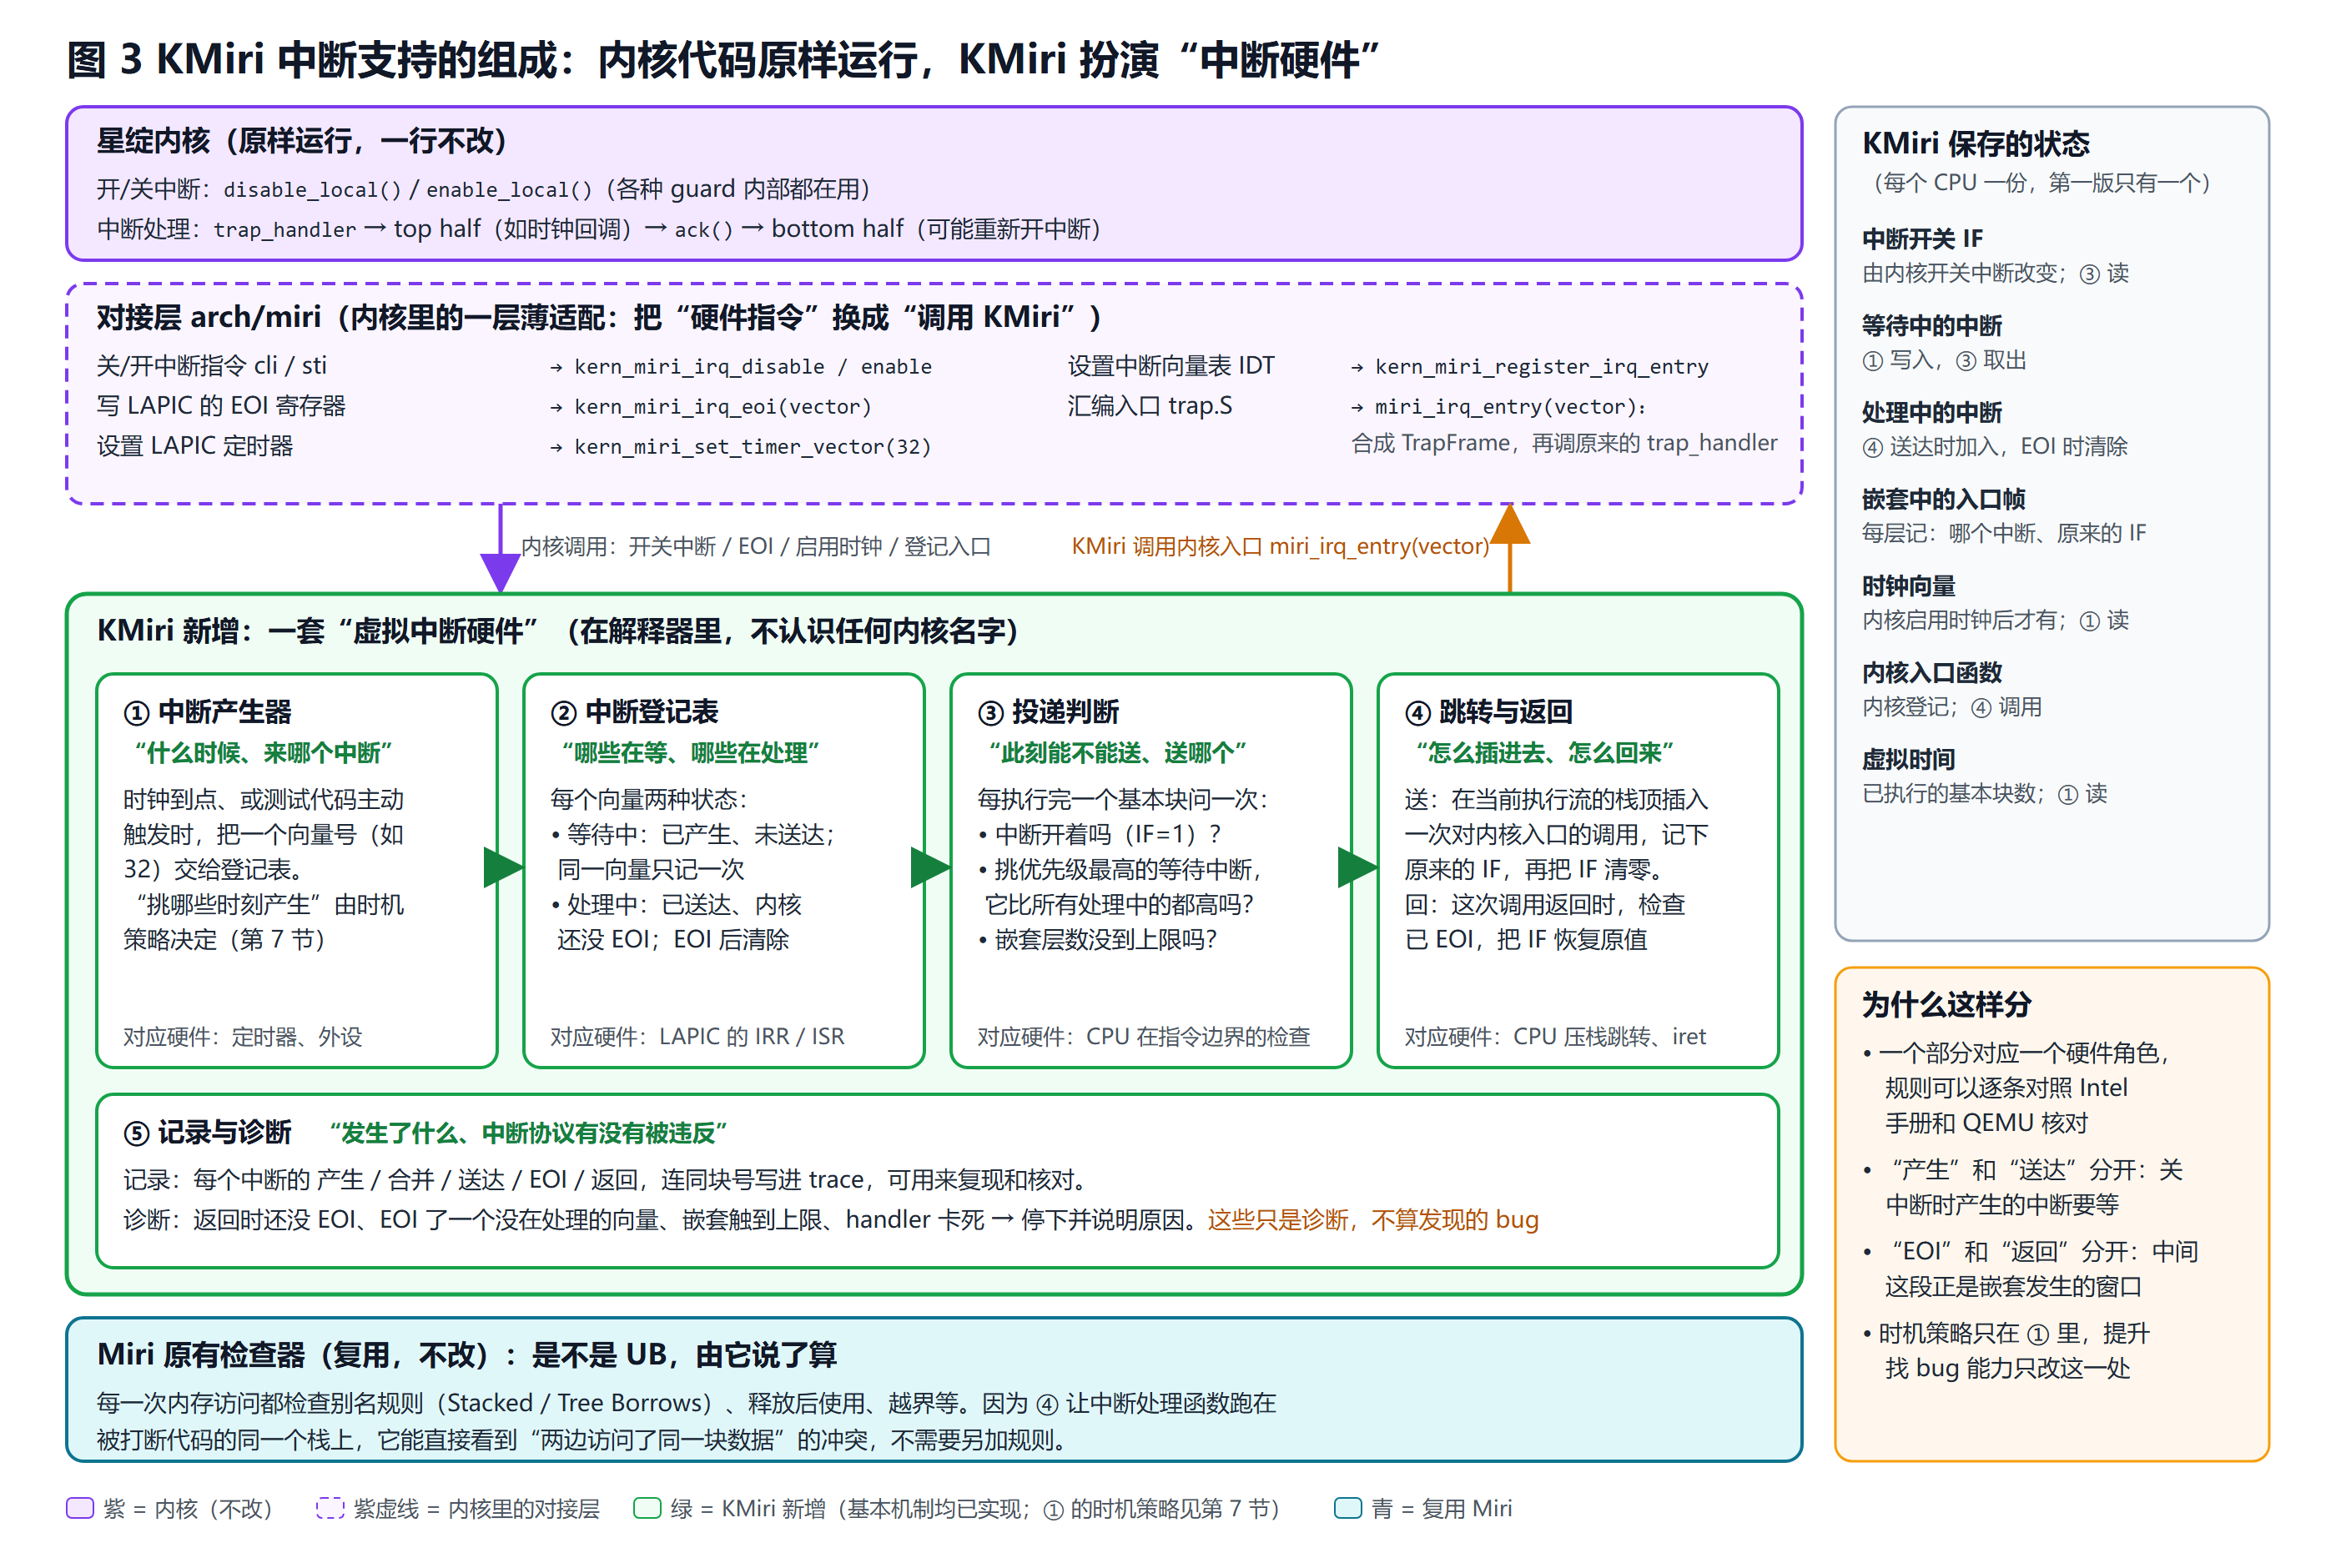 图 3 KMiri 中断支持的组成：内核代码原样运行，KMiri 扮演“中断硬件”
星绽内核（原样运行，一行不改）
开/关中断：disable_local() / enable_local()（各种 guard 内部都在用）
中断处理：trap_handler → top half（如时钟回调）→ ack() → bottom half（可能重新开中断）
对接层 arch/miri（内核里的一层薄适配：把“硬件指令”换成“调用 KMiri”）
关/开中断指令 cli / sti → kern_miri_irq_disable / enable
写 LAPIC 的 EOI 寄存器 → kern_miri_irq_eoi(vector)
设置 LAPIC 定时器 → kern_miri_set_timer_vector(32)
设置中断向量表 IDT → kern_miri_register_irq_entry
汇编入口 trap.S → miri_irq_entry(vector)：
合成 TrapFrame，再调原来的 trap_handler
内核调用：开关中断 / EOI / 启用时钟 / 登记入口
KMiri 调用内核入口 miri_irq_entry(vector)
KMiri 新增：一套“虚拟中断硬件”（在解释器里，不认识任何内核名字）
① 中断产生器
“什么时候、来哪个中断”
时钟到点、或测试代码主动
触发时，把一个向量号（如
32）交给登记表。
“挑哪些时刻产生”由时机
策略决定（第 7 节）
对应硬件：定时器、外设
② 中断登记表
“哪些在等、哪些在处理”
每个向量两种状态：
• 等待中：已产生、未送达；
同一向量只记一次
• 处理中：已送达、内核
还没 EOI；EOI 后清除
对应硬件：LAPIC 的 IRR / ISR
③ 投递判断
“此刻能不能送、送哪个”
每执行完一个基本块问一次：
• 中断开着吗（IF=1）？
• 挑优先级最高的等待中断，
它比所有处理中的都高吗？
• 嵌套层数没到上限吗？
对应硬件：CPU 在指令边界的检查
④ 跳转与返回
“怎么插进去、怎么回来”
送：在当前执行流的栈顶插入
一次对内核入口的调用，记下
原来的 IF，再把 IF 清零。
回：这次调用返回时，检查
已 EOI，把 IF 恢复原值
对应硬件：CPU 压栈跳转、iret
⑤ 记录与诊断 “发生了什么、中断协议有没有被违反”
记录：每个中断的 产生 / 合并 / 送达 / EOI / 返回，连同块号写进 trace，可用来复现和核对。
诊断：返回时还没 EOI、EOI 了一个没在处理的向量、嵌套触到上限、handler 卡死 → 停下并说明原因。这些只是诊断，不算发现的 bug
Miri 原有检查器（复用，不改）：是不是 UB，由它说了算
每一次内存访问都检查别名规则（Stacked / Tree Borrows）、释放后使用、越界等。因为 ④ 让中断处理函数跑在
被打断代码的同一个栈上，它能直接看到“两边访问了同一块数据”的冲突，不需要另加规则。
KMiri 保存的状态
（每个 CPU 一份，第一版只有一个）
中断开关 IF
由内核开关中断改变；③ 读
等待中的中断
① 写入，③ 取出
处理中的中断
④ 送达时加入，EOI 时清除
嵌套中的入口帧
每层记：哪个中断、原来的 IF
时钟向量
内核启用时钟后才有；① 读
内核入口函数
内核登记；④ 调用
虚拟时间
已执行的基本块数；① 读
为什么这样分
• 一个部分对应一个硬件角色，
规则可以逐条对照 Intel
手册和 QEMU 核对
• “产生”和“送达”分开：关
中断时产生的中断要等
• “EOI”和“返回”分开：中间
这段正是嵌套发生的窗口
• 时机策略只在 ① 里，提升
找 bug 能力只改这一处
紫 = 内核（不改） 紫虚线 = 内核里的对接层 绿 = KMiri 新增（基本机制均已实现；① 的时机策略见第 7 节） 青 = 复用 Miri